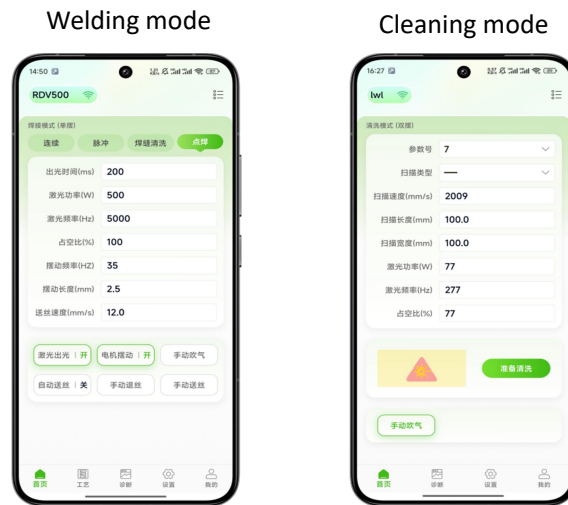 Welding mode
14:50
RDV500
焊接模式 (单摆)
连续 脉冲 焊缝清洗 点焊
出光时间(ms) 200
激光功率(W) 500
激光频率(Hz) 5000
占空比(%) 100
摆动频率(HZ) 35
摆动长度(mm) 2.5
送丝速度(mm/s) 12.0
激光出光 | 开 电机摆动 | 开 手动吹气
自动送丝 | 关 手动退丝 手动送丝
首页 工艺 诊断 设置 我的
Cleaning mode
16:27
lwl
清洗模式 (双摆)
参数号 7
扫描类型 —
扫描速度(mm/s) 2009
扫描长度(mm) 100.0
扫描宽度(mm) 100.0
激光功率(W) 77
激光频率(Hz) 277
占空比(%) 77
准备清洗
手动吹气
首页 诊断 设置 我的